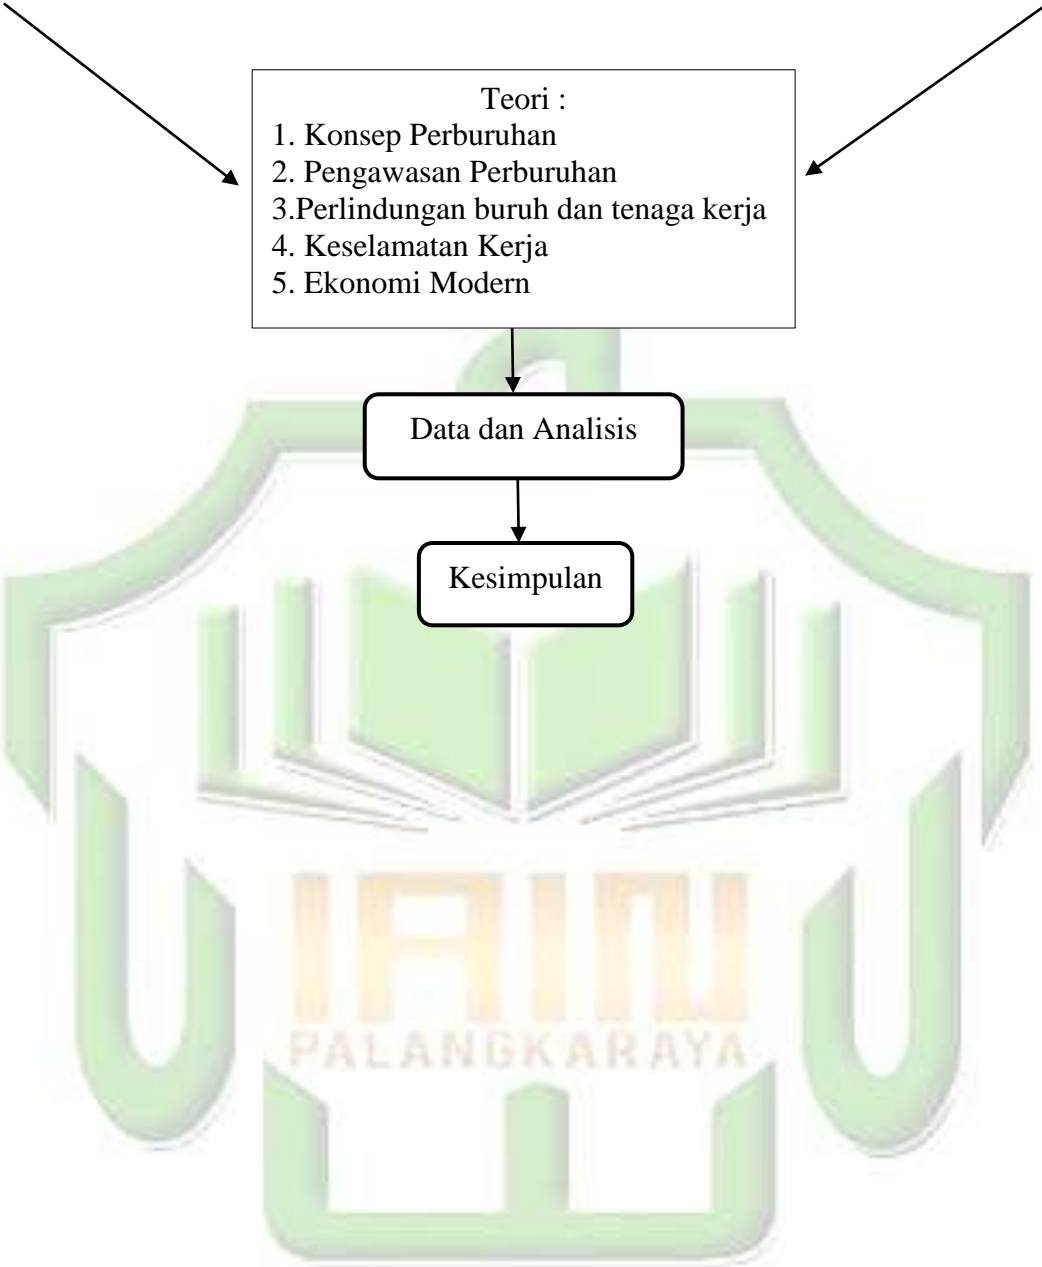 Teori :
1. Konsep Perburuhan
2. Pengawasan Perburuhan
3.Perlindungan buruh dan tenaga kerja
4. Keselamatan Kerja
5. Ekonomi Modern
Data dan Analisis
Kesimpulan
IAIN
PALANGKARAYA